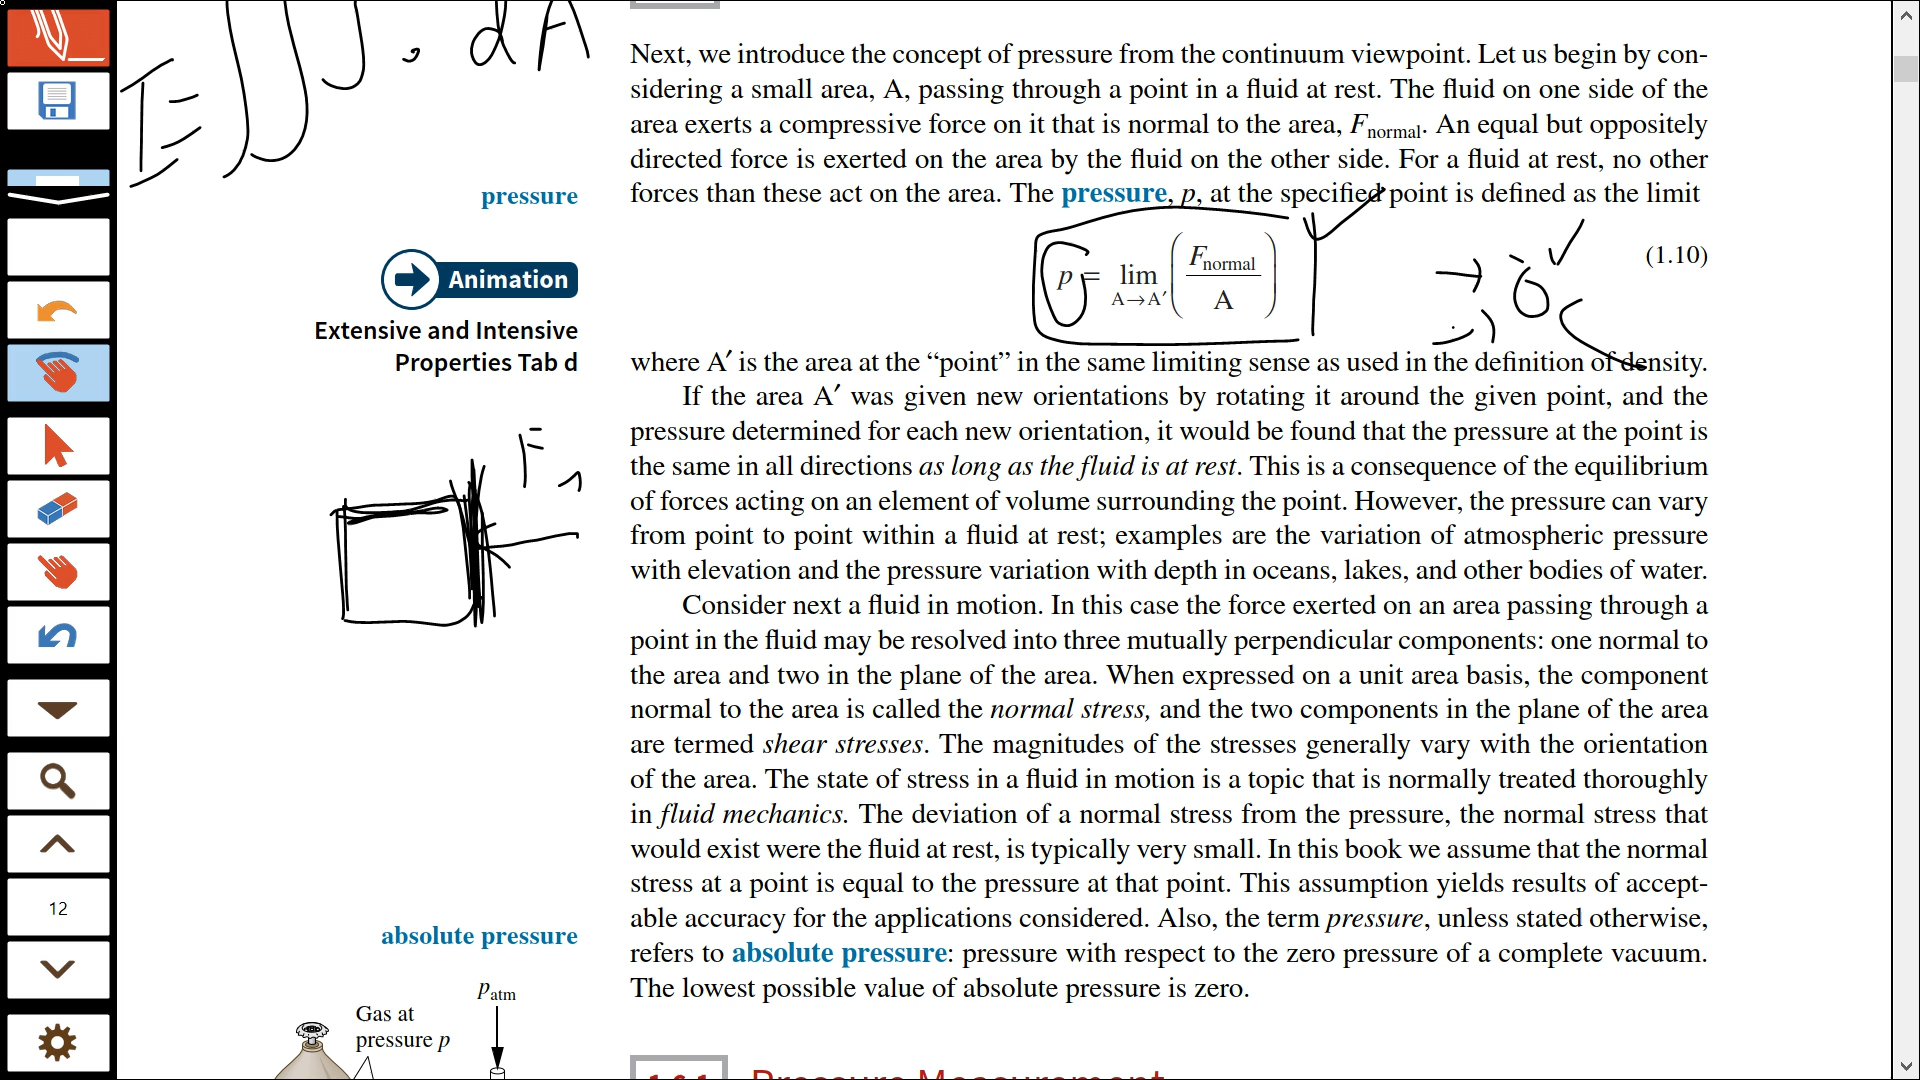 F = ∫∫∫ . dA
Next, we introduce the concept of pressure from the continuum viewpoint. Let us begin by con-
sidering a small area, A, passing through a point in a fluid at rest. The fluid on one side of the
area exerts a compressive force on it that is normal to the area, Fnormal. An equal but oppositely
directed force is exerted on the area by the fluid on the other side. For a fluid at rest, no other
forces than these act on the area. The pressure, p, at the specified point is defined as the limit
pressure
p = lim A→A′ (Fnormal / A)
(1.10)
Animation
Extensive and Intensive
Properties Tab d
where A′ is the area at the “point” in the same limiting sense as used in the definition of density.
If the area A′ was given new orientations by rotating it around the given point, and the
pressure determined for each new orientation, it would be found that the pressure at the point is
the same in all directions as long as the fluid is at rest. This is a consequence of the equilibrium
of forces acting on an element of volume surrounding the point. However, the pressure can vary
from point to point within a fluid at rest; examples are the variation of atmospheric pressure
with elevation and the pressure variation with depth in oceans, lakes, and other bodies of water.
F
Consider next a fluid in motion. In this case the force exerted on an area passing through a
point in the fluid may be resolved into three mutually perpendicular components: one normal to
the area and two in the plane of the area. When expressed on a unit area basis, the component
normal to the area is called the normal stress, and the two components in the plane of the area
are termed shear stresses. The magnitudes of the stresses generally vary with the orientation
of the area. The state of stress in a fluid in motion is a topic that is normally treated thoroughly
in fluid mechanics. The deviation of a normal stress from the pressure, the normal stress that
would exist were the fluid at rest, is typically very small. In this book we assume that the normal
stress at a point is equal to the pressure at that point. This assumption yields results of accept-
able accuracy for the applications considered. Also, the term pressure, unless stated otherwise,
refers to absolute pressure: pressure with respect to the zero pressure of a complete vacuum.
The lowest possible value of absolute pressure is zero.
absolute pressure
patm
Gas at
pressure p
12
Pressure Measurement